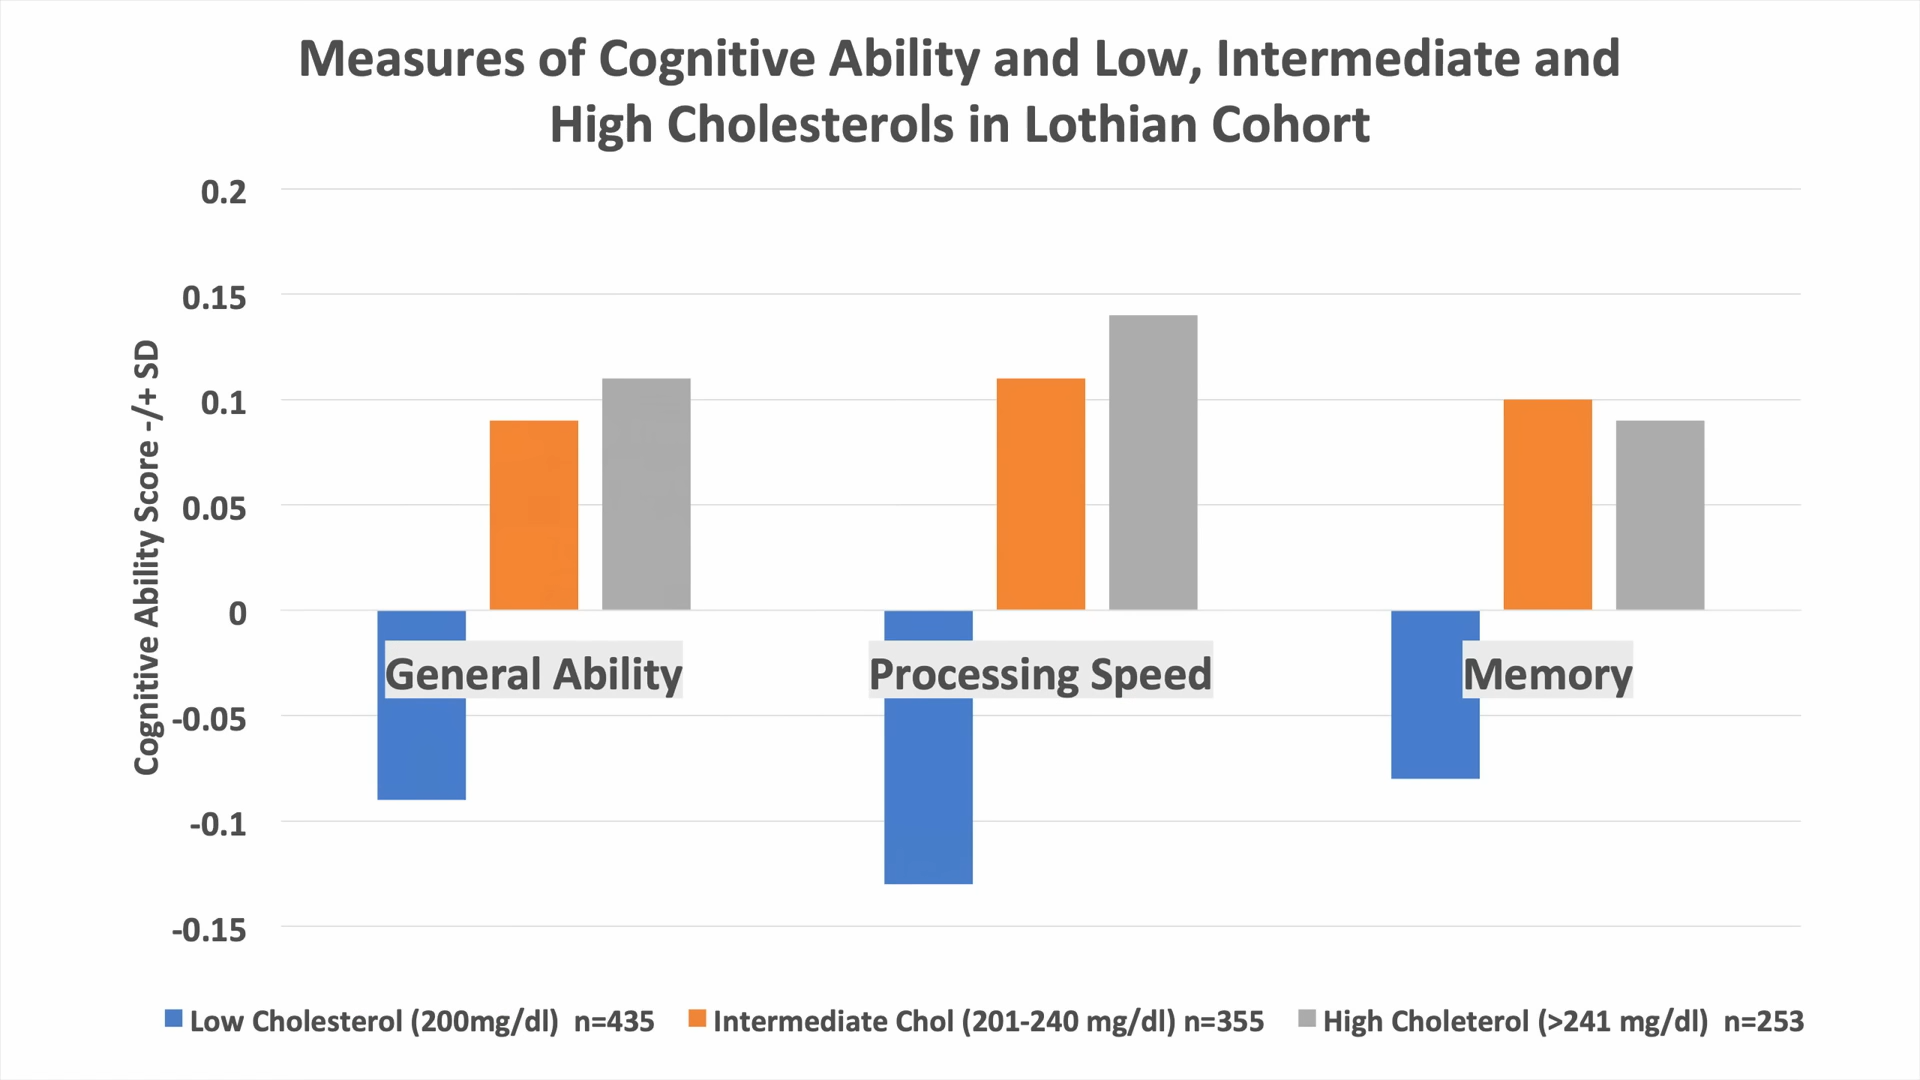 Measures of Cognitive Ability and Low, Intermediate and
High Cholesterols in Lothian Cohort
Cognitive Ability Score -/+ SD
0.2
0.15
0.1
0.05
0
-0.05
-0.1
-0.15
General Ability
Processing Speed
Memory
Low Cholesterol (200mg/dl) n=435
Intermediate Chol (201-240 mg/dl) n=355
High Choleterol (>241 mg/dl) n=253